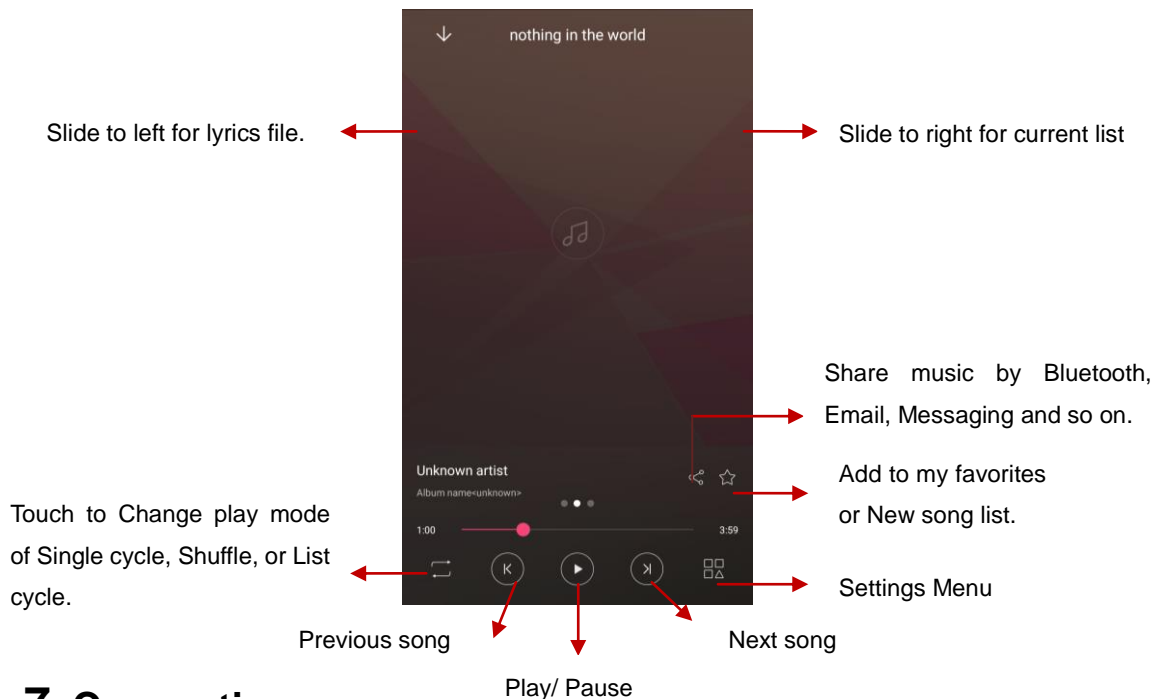 nothing in the world
Slide to left for lyrics file.
Slide to right for current list
Share music by Bluetooth,
Email, Messaging and so on.
Unknown artist
Album name<unknown>
Add to my favorites
or New song list.
1:00
3:59
Touch to Change play mode
of Single cycle, Shuffle, or List
cycle.
Settings Menu
Previous song
Next song
Play/ Pause